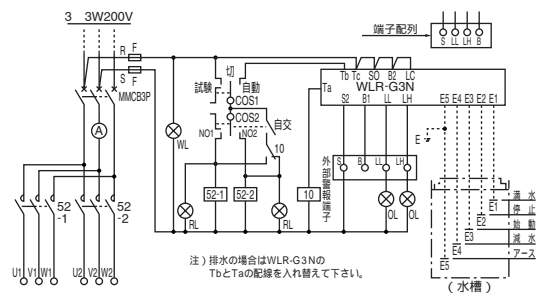 3 3W200V
端子配列
S LL LH B
R F
S F
MMCB3P
A
WL
切
試験 自動
COS1
COS2
自交
NO1 NO2
10
52-1 52-2
RL RL
10
Tb Tc SO B2 LC
WLR-G3N
Ta
S2 B1 LL LH
E5 E4 E3 E2 E1
E
外部警報端子
S B LL LH
OL OL
52-1
52-2
U1 V1 W1 U2 V2 W2
満水
E1
停止
E2
始動
E3
減水
E4
アース
E5
(水槽)
注)排水の場合はWLR-G3Nの
TbとTaの配線を入れ替えて下さい。